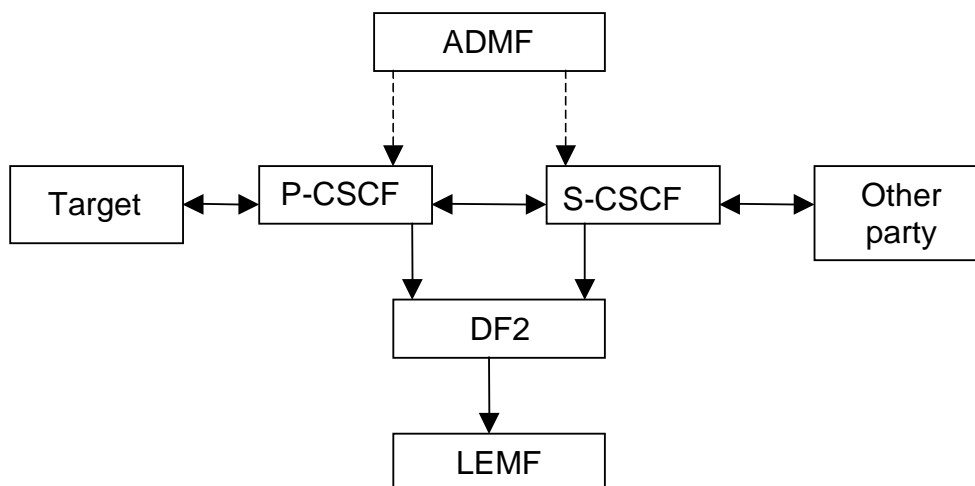 ADMF
Target
P-CSCF
S-CSCF
Other
party
DF2
LEMF